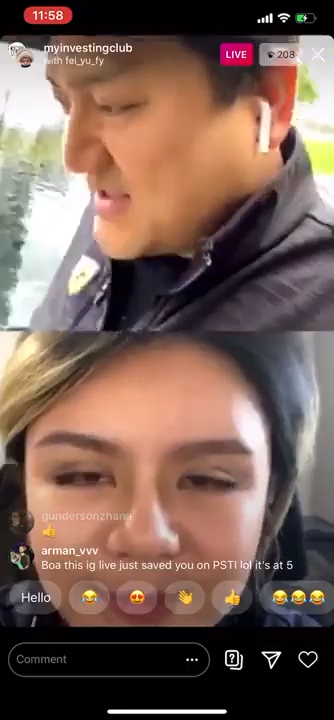 11:58
myinvestingclub
with fei_yu_fy
LIVE
208
gundersonzhana
👍
arman_vvv
Boa this ig live just saved you on PSTI lol it's at 5
Hello 😂 😍 👋 👍 😂😂😂
Comment